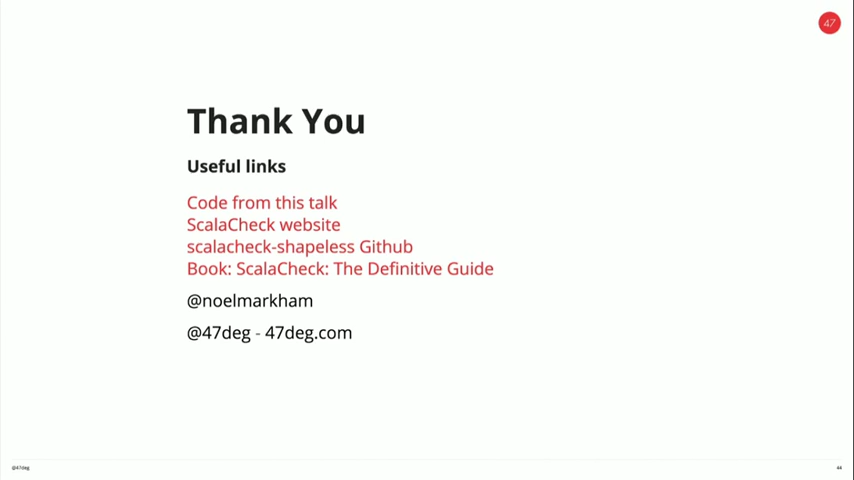 47
Thank You
Useful links
Code from this talk
ScalaCheck website
scalacheck-shapeless Github
Book: ScalaCheck: The Definitive Guide
@noelmarkham
@47deg - 47deg.com
@47deg
44